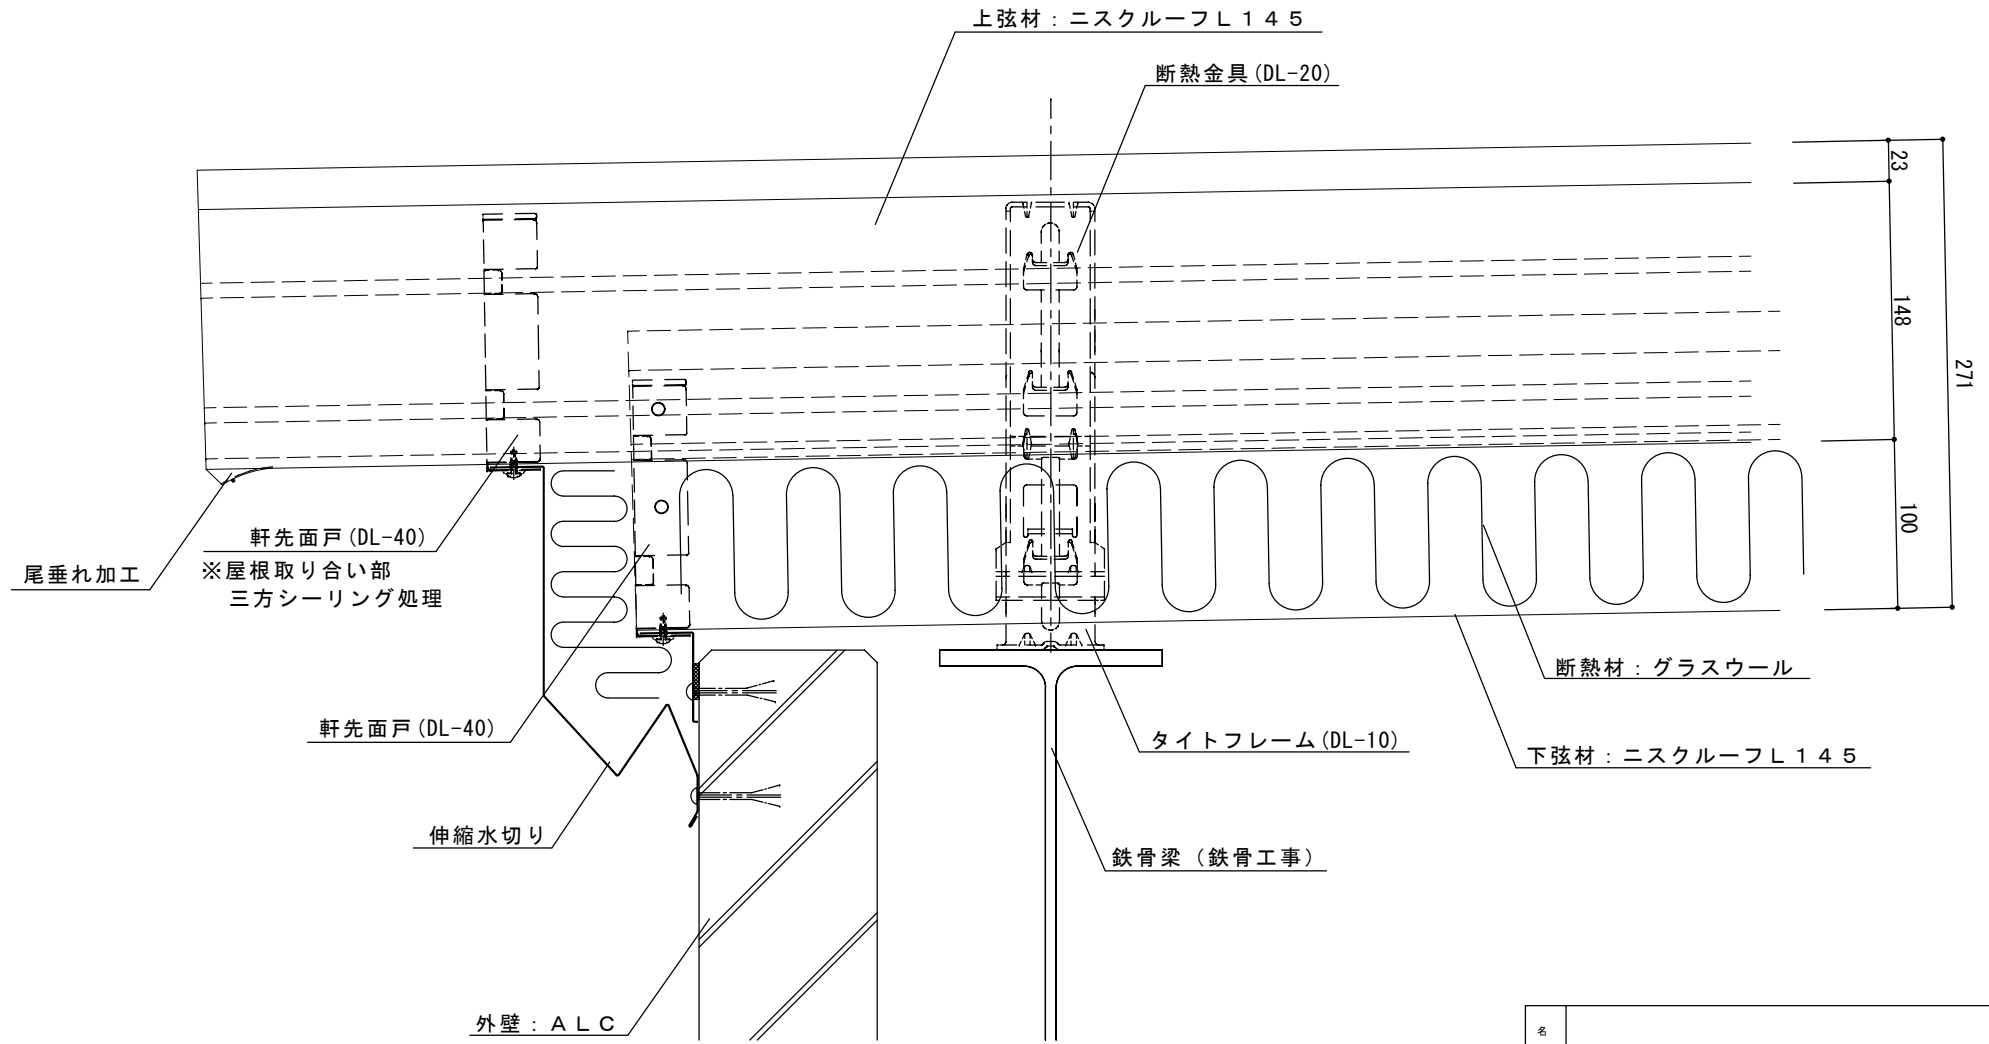 上弦材：ニスクルーフＬ１４５
断熱金具(DL-20)
23
148
271
100
軒先面戸(DL-40)
※屋根取り合い部
三方シーリング処理
尾垂れ加工
断熱材：グラスウール
軒先面戸(DL-40)
タイトフレーム(DL-10)
下弦材：ニスクルーフＬ１４５
伸縮水切り
鉄骨梁（鉄骨工事）
外壁：ＡＬＣ
名